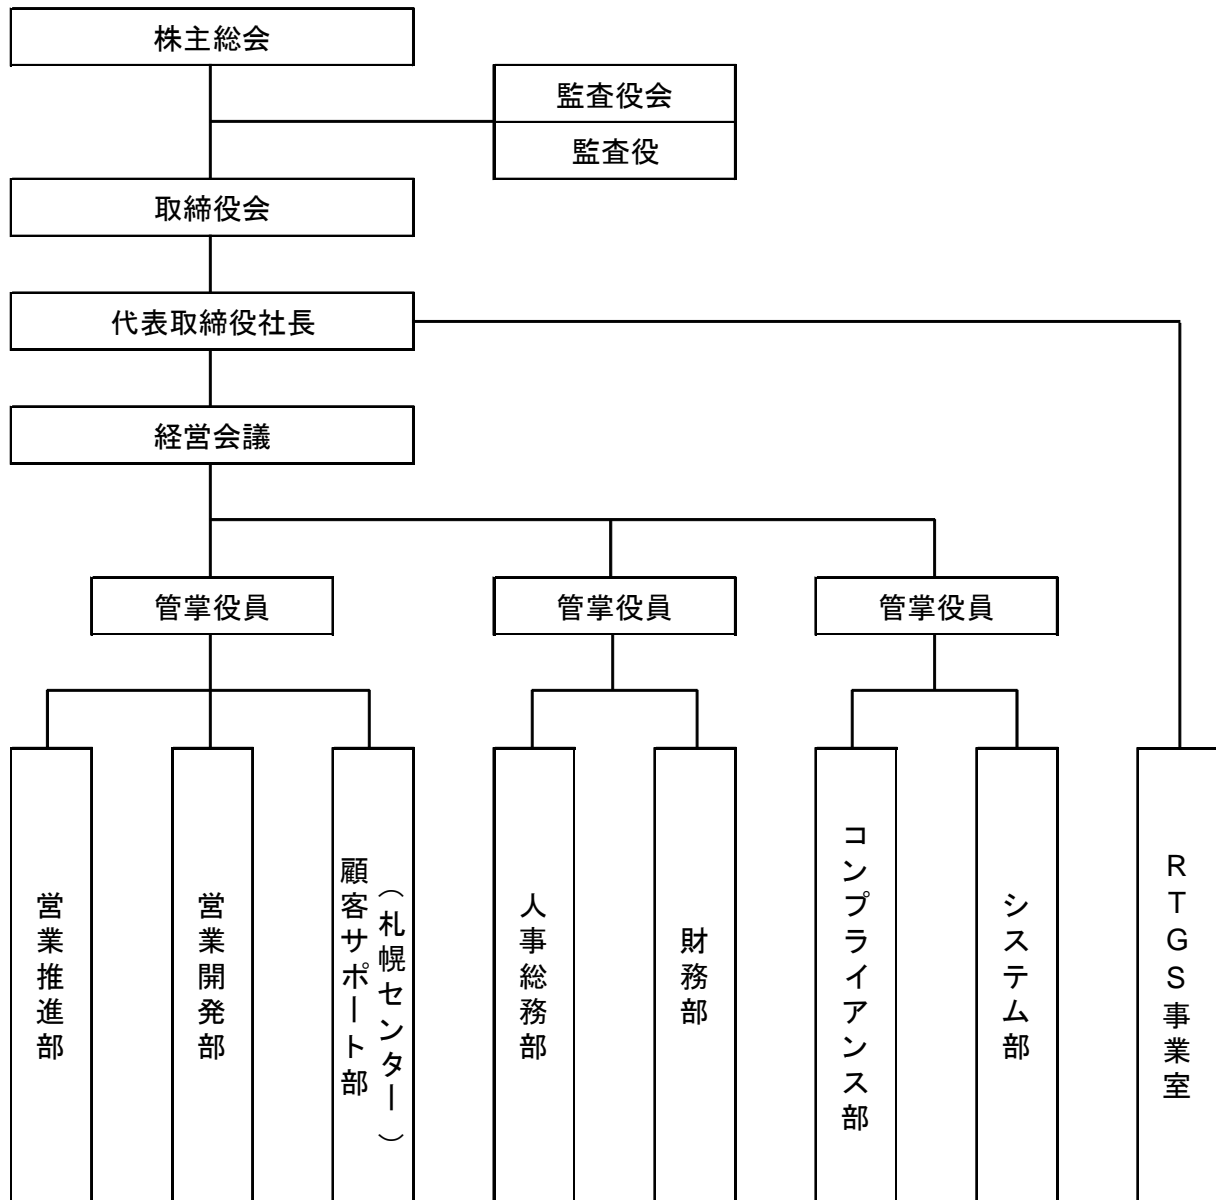 株主総会
監査役会
監査役
取締役会
代表取締役社長
経営会議
管掌役員
管掌役員
管掌役員
営業推進部
営業開発部
顧客サポート部
（札幌センター）
人事総務部
財務部
コンプライアンス部
システム部
RTGS事業室